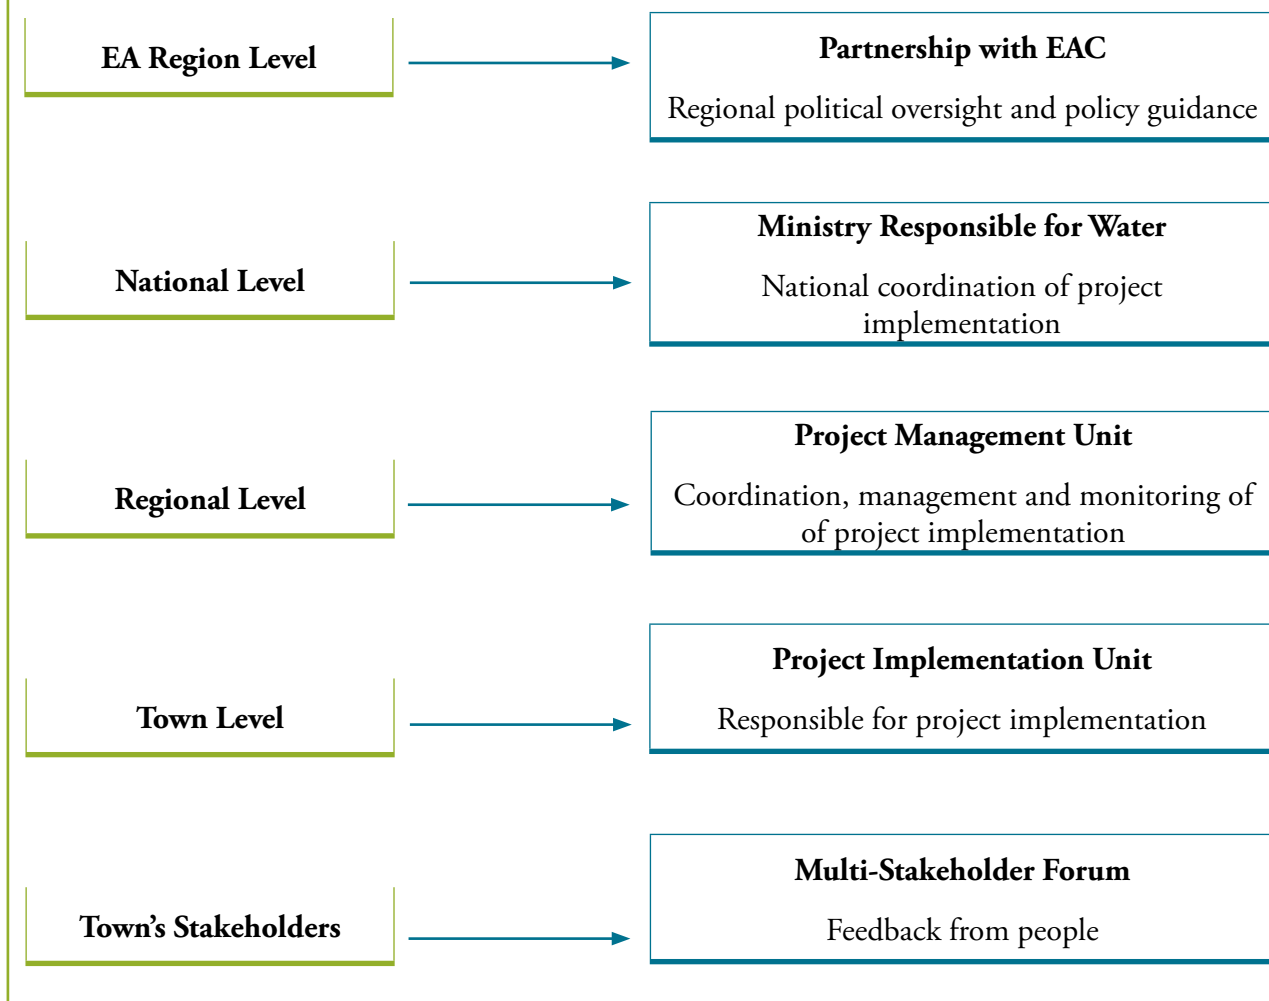 EA Region Level
Partnership with EAC
Regional political oversight and policy guidance
National Level
Ministry Responsible for Water
National coordination of project
implementation
Regional Level
Project Management Unit
Coordination, management and monitoring of
of project implementation
Town Level
Project Implementation Unit
Responsible for project implementation
Town’s Stakeholders
Multi-Stakeholder Forum
Feedback from people